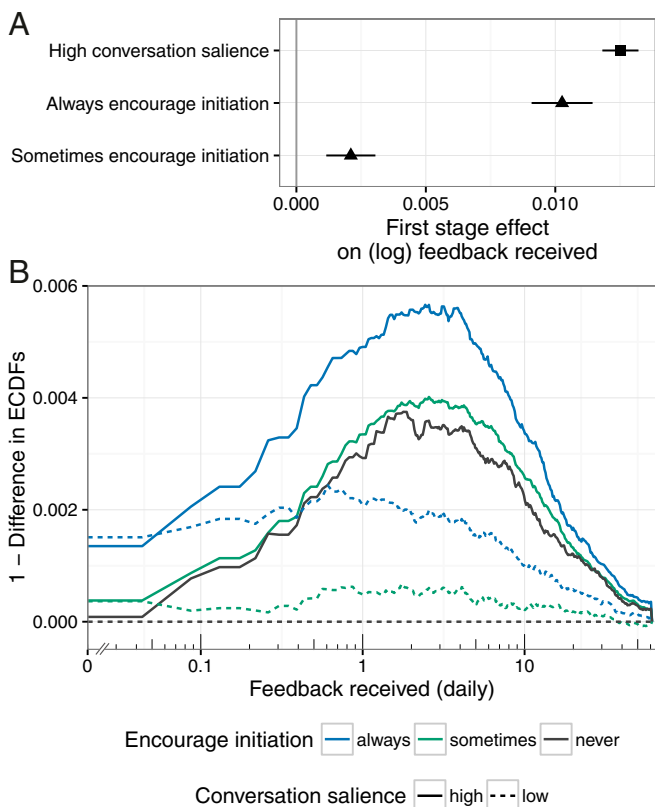 A
High conversation salience
Always encourage initiation
Sometimes encourage initiation
0.000 0.005 0.010
First stage effect
on (log) feedback received
B
0.006
0.004
0.002
0.000
1 − Difference in ECDFs
0 0.1 1 10
Feedback received (daily)
Encourage initiation always sometimes never
Conversation salience high low